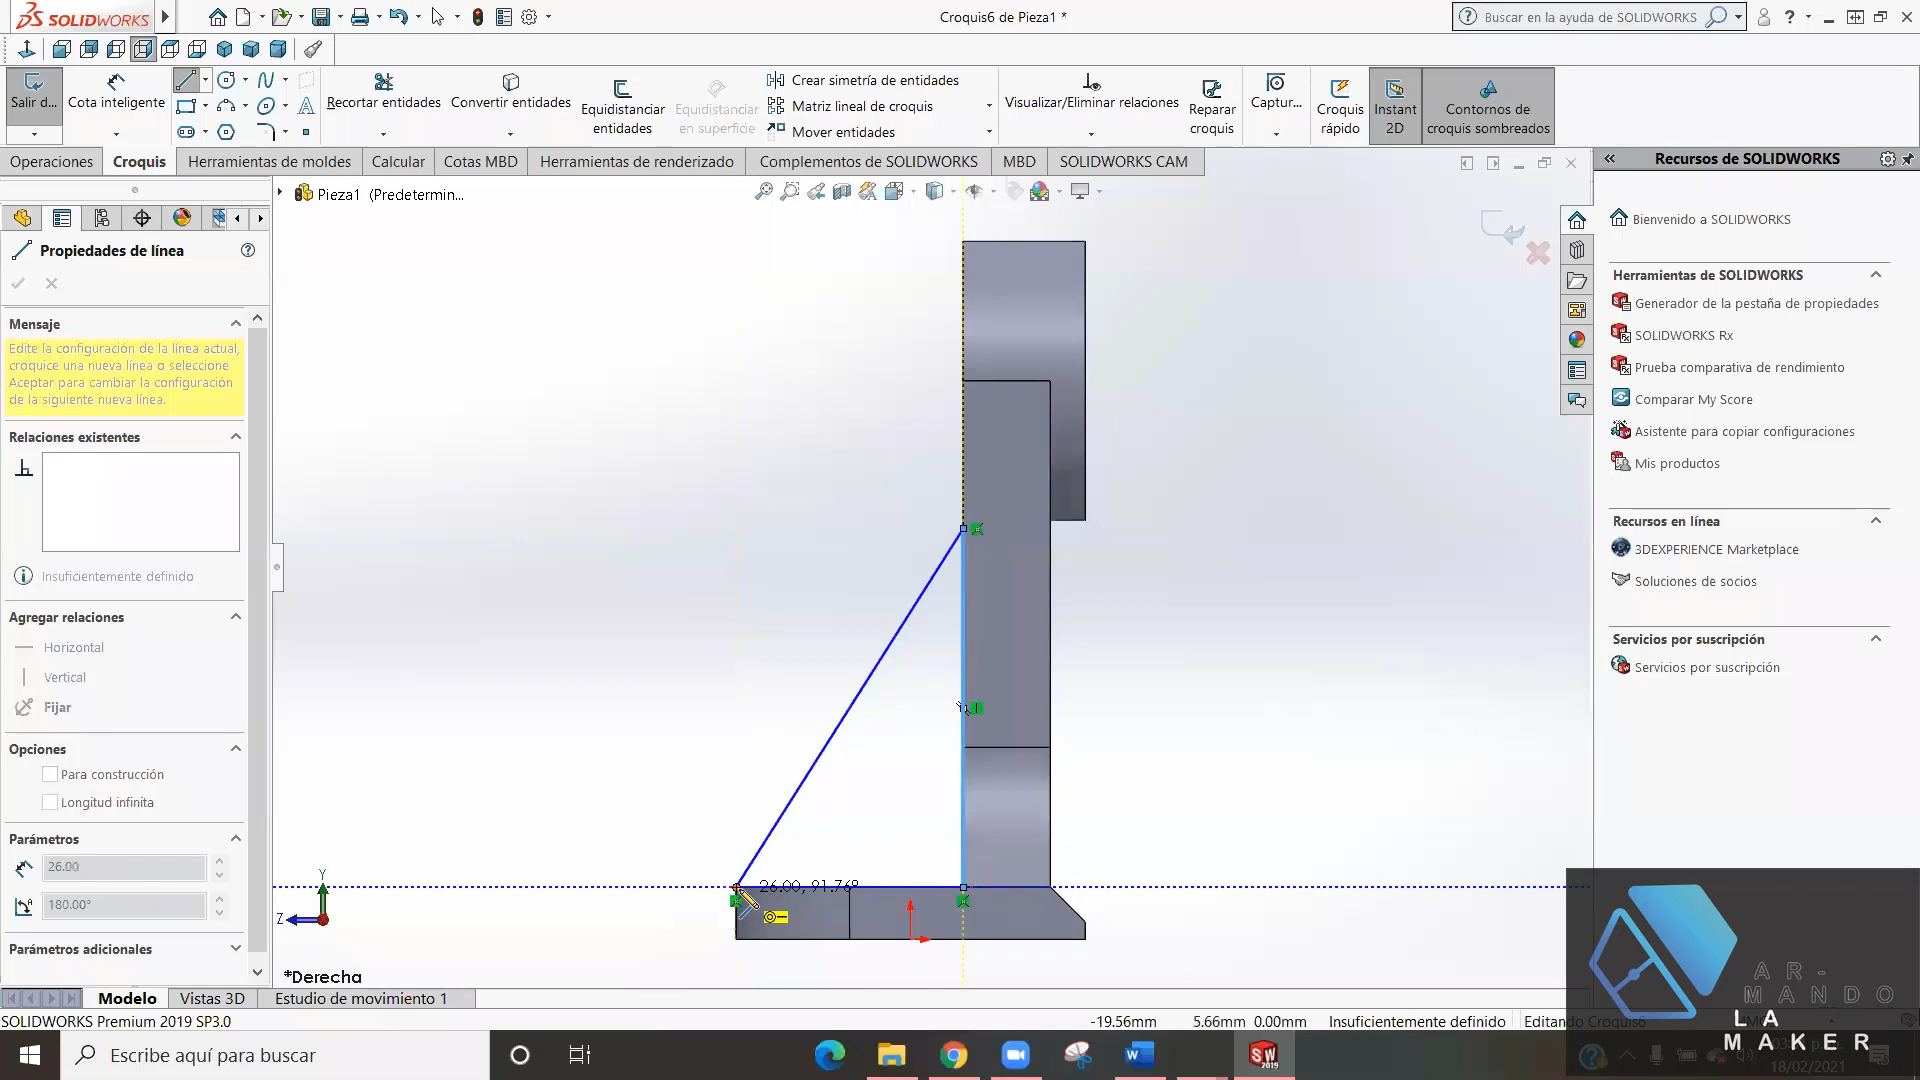 SOLIDWORKS
Croquis6 de Pieza1 *
Buscar en la ayuda de SOLIDWORKS
Salir d...
Cota inteligente
Recortar entidades
Convertir entidades
Equidistanciar entidades
Equidistanciar en superficie
Crear simetría de entidades
Matriz lineal de croquis
Mover entidades
Visualizar/Eliminar relaciones
Reparar croquis
Captur...
Croquis rápido
Instant 2D
Contornos de croquis sombreados
Operaciones
Croquis
Herramientas de moldes
Calcular
Cotas MBD
Herramientas de renderizado
Complementos de SOLIDWORKS
MBD
SOLIDWORKS CAM
Pieza1 (Predetermin...
Propiedades de línea
Mensaje
Edite la configuración de la línea actual,
croquice una nueva línea o seleccione
Aceptar para cambiar la configuración
de la siguiente nueva línea.
Relaciones existentes
Insuficientemente definido
Agregar relaciones
Horizontal
Vertical
Fijar
Opciones
Para construcción
Longitud infinita
Parámetros
26.00
180.00°
Parámetros adicionales
26.00, 91.76°
Y
Z
*Derecha
Recursos de SOLIDWORKS
Bienvenido a SOLIDWORKS
Herramientas de SOLIDWORKS
Generador de la pestaña de propiedades
SOLIDWORKS Rx
Prueba comparativa de rendimiento
Comparar My Score
Asistente para copiar configuraciones
Mis productos
Recursos en línea
3DEXPERIENCE Marketplace
Soluciones de socios
Servicios por suscripción
Servicios por suscripción
Modelo
Vistas 3D
Estudio de movimiento 1
SOLIDWORKS Premium 2019 SP3.0
-19.56mm
5.66mm 0.00mm
Insuficientemente definido
Editando Croquis6
AR-
MANDO
LA
MAKER
Escribe aquí para buscar
18/02/2021